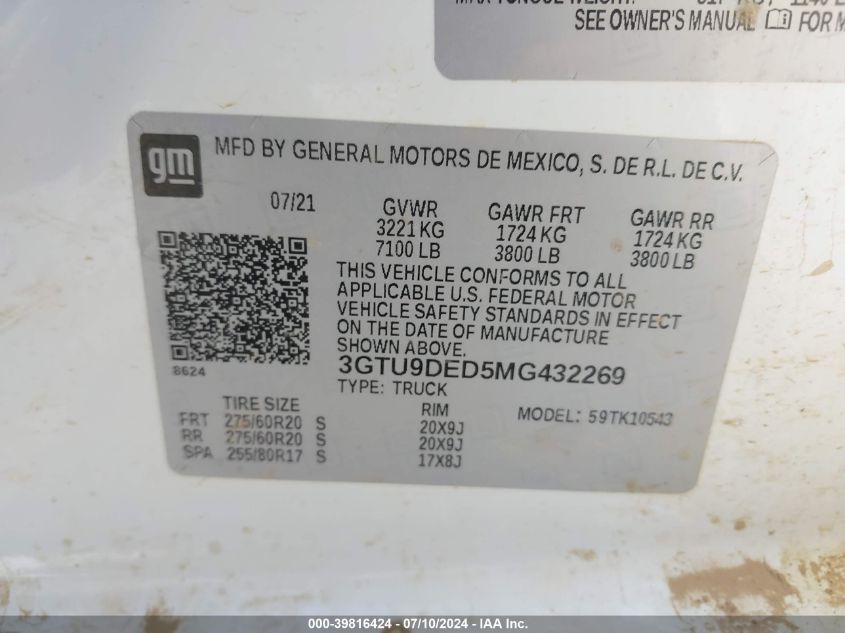 SEE OWNER'S MANUAL FOR M
gm
MFD BY GENERAL MOTORS DE MEXICO, S. DE R.L. DE C.V.
07/21
GVWR GAWR FRT GAWR RR
3221 KG 1724 KG 1724 KG
7100 LB 3800 LB 3800 LB
THIS VEHICLE CONFORMS TO ALL
APPLICABLE U.S. FEDERAL MOTOR
VEHICLE SAFETY STANDARDS IN EFFECT
ON THE DATE OF MANUFACTURE
SHOWN ABOVE.
8624
3GTU9DED5MG432269
TYPE: TRUCK
TIRE SIZE RIM MODEL: 59TK10543
FRT 275/60R20 S 20X9J
RR 275/60R20 S 20X9J
SPA 255/80R17 S 17X8J
000-39816424 / 07/10/2024 - IAA Inc.